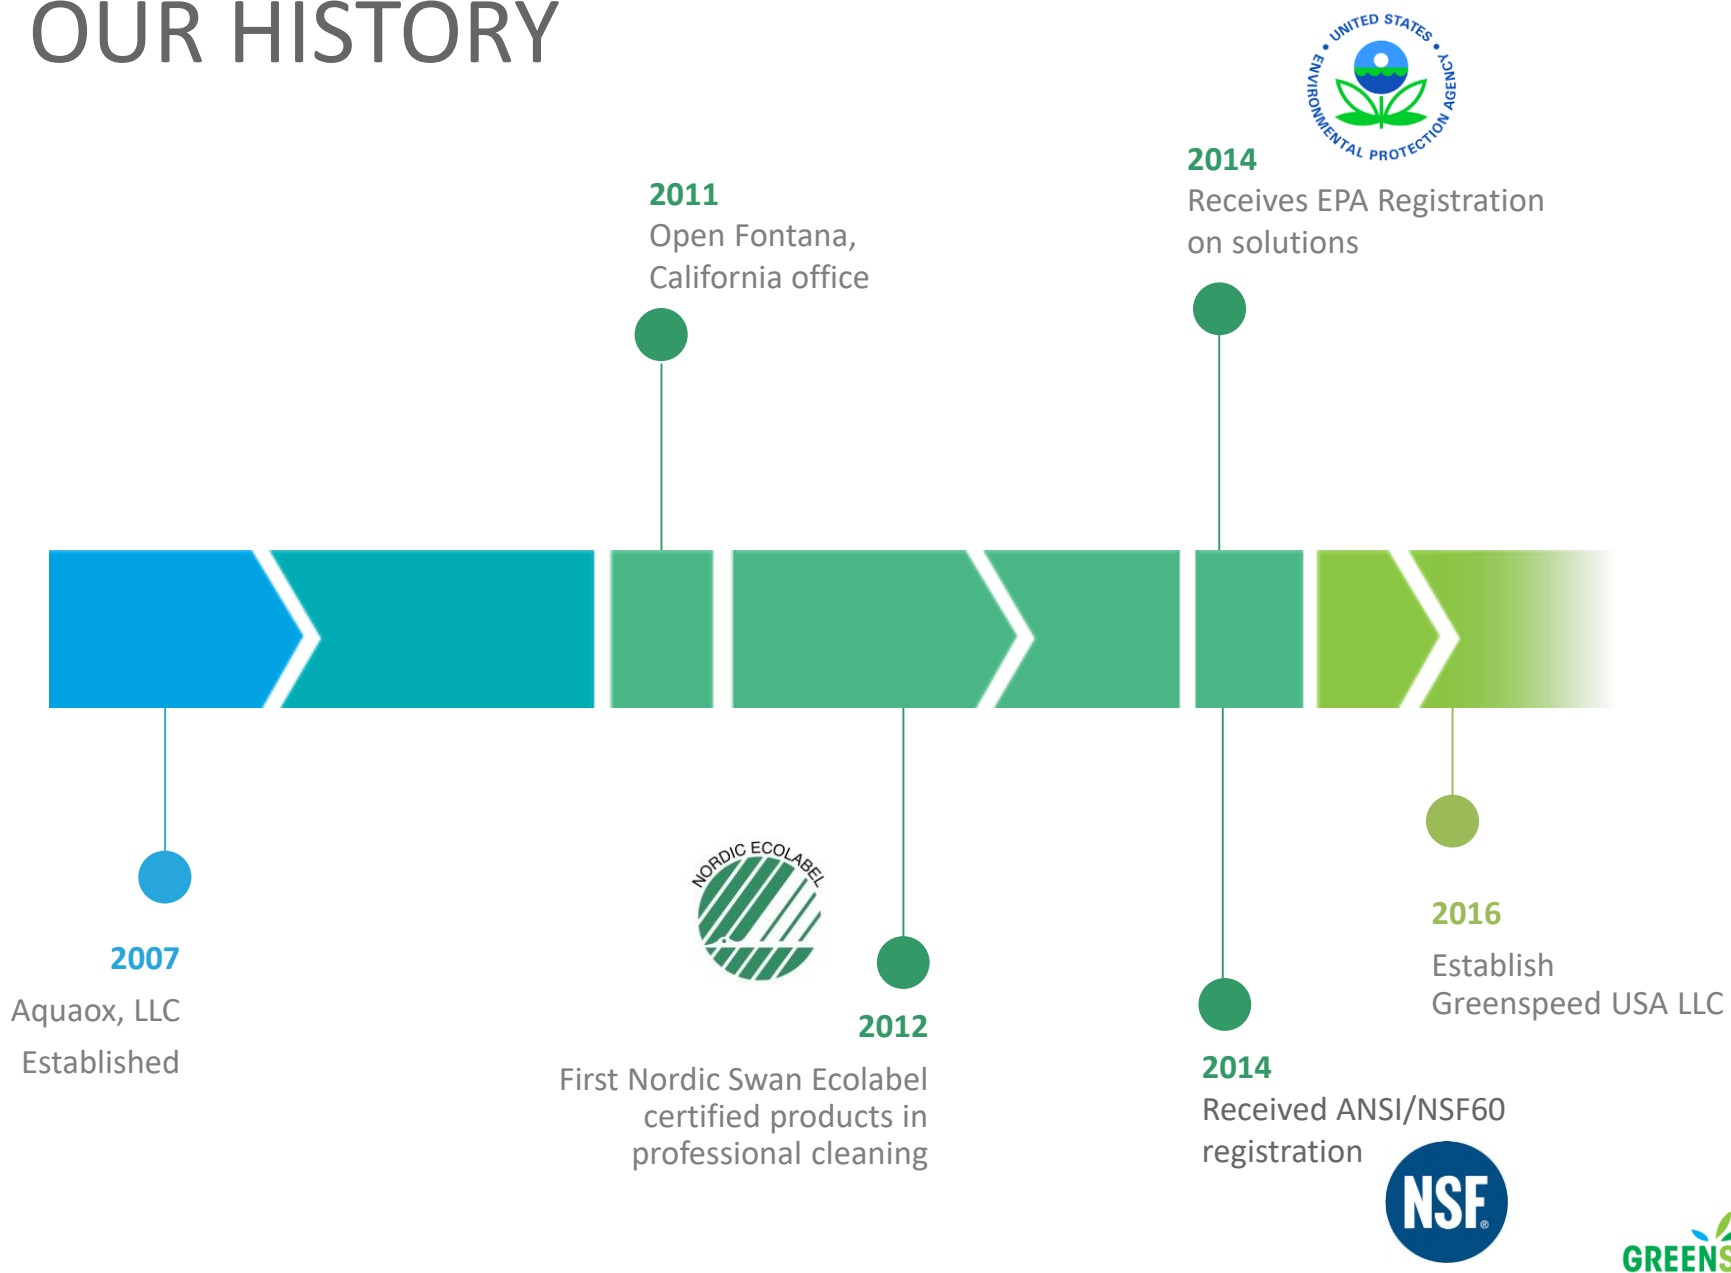 OUR HISTORY
UNITED STATES • ENVIRONMENTAL PROTECTION AGENCY •
2014
Receives EPA Registration
on solutions
2011
Open Fontana,
California office
NORDIC ECOLABEL
2007
Aquaox, LLC
Established
2012
First Nordic Swan Ecolabel
certified products in
professional cleaning
2014
Received ANSI/NSF60
registration
NSF®
2016
Establish
Greenspeed USA LLC
GREENS